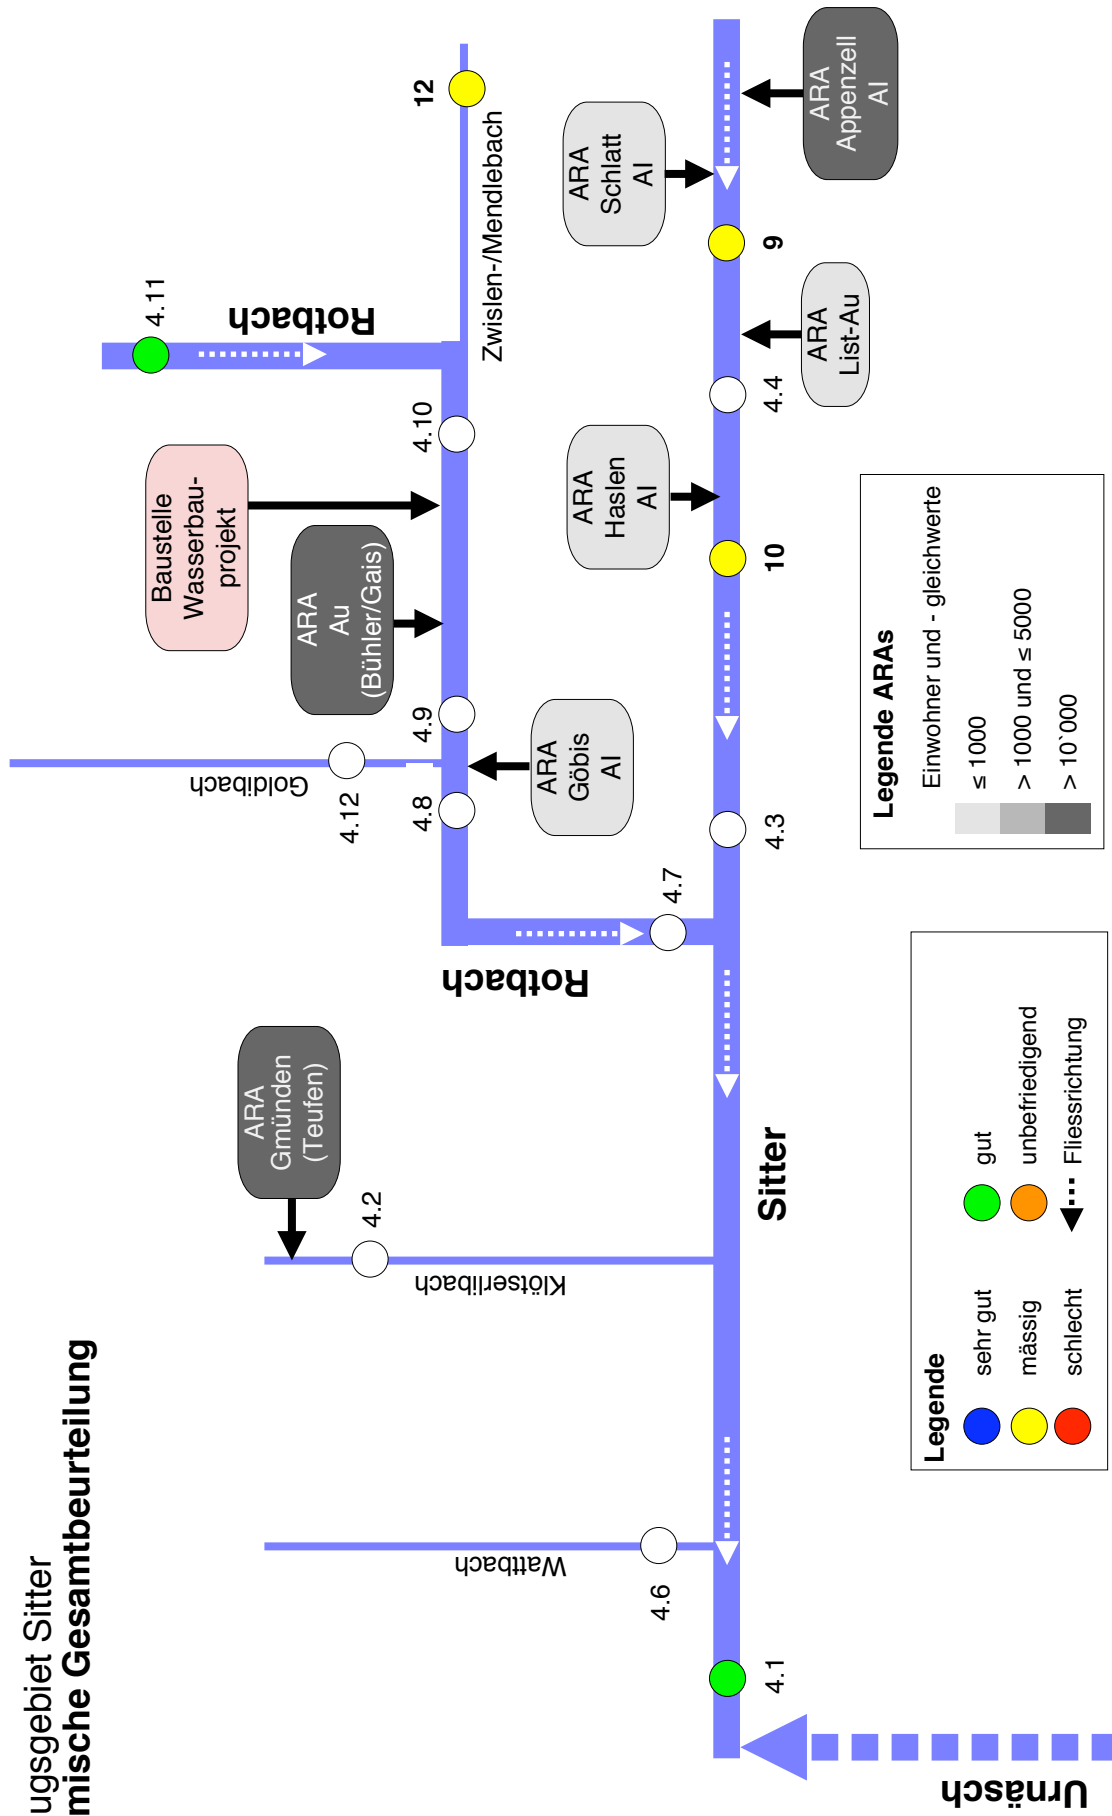 ugsgebiet Sitter
mische Gesamtbeurteilung
Wattbach
4.6
4.1
Urnäsch
ARA
Gmünden
(Teufen)
4.2
Klötserlibach
Sitter
Rotbach
4.7
4.3
Goldibach
4.12
4.8
4.9
ARA
Göbis
AI
ARA
Au
(Bühler/Gais)
Baustelle
Wasserbau-
projekt
4.10
4.11
Rotbach
12
Zwislen-/Mendlebach
ARA
Haslen
AI
10
4.4
ARA
List-Au
9
ARA
Schlatt
AI
ARA
Appenzell
AI
Legende
sehr gut
gut
mässig
unbefriedigend
schlecht
Fliessrichtung
Legende ARAs
Einwohner und - gleichwerte
≤ 1000
> 1000 und ≤ 5000
> 10`000